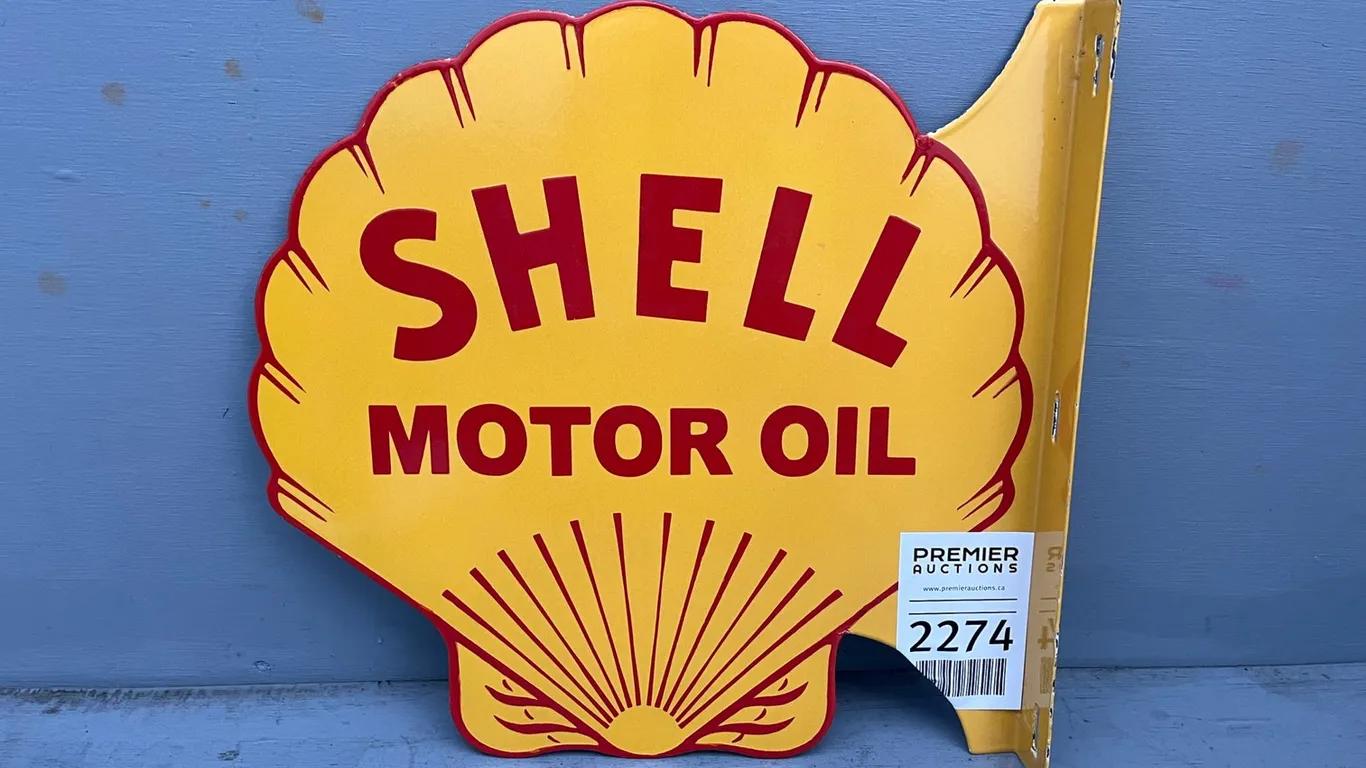 SHELL
MOTOR OIL
PREMIER
AUCTIONS
www.premierauctions.ca
2274